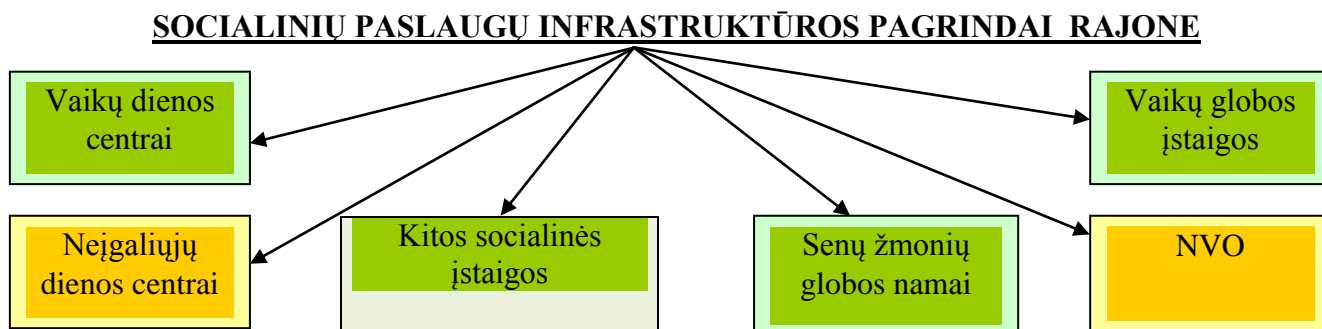 SOCIALINIŲ PASLAUGŲ INFRASTRUKTŪROS PAGRINDAI RAJONE
Vaikų dienos
centrai
Vaikų globos
įstaigos
Neįgaliųjų
dienos centrai
Kitos socialinės
įstaigos
Senų žmonių
globos namai
NVO